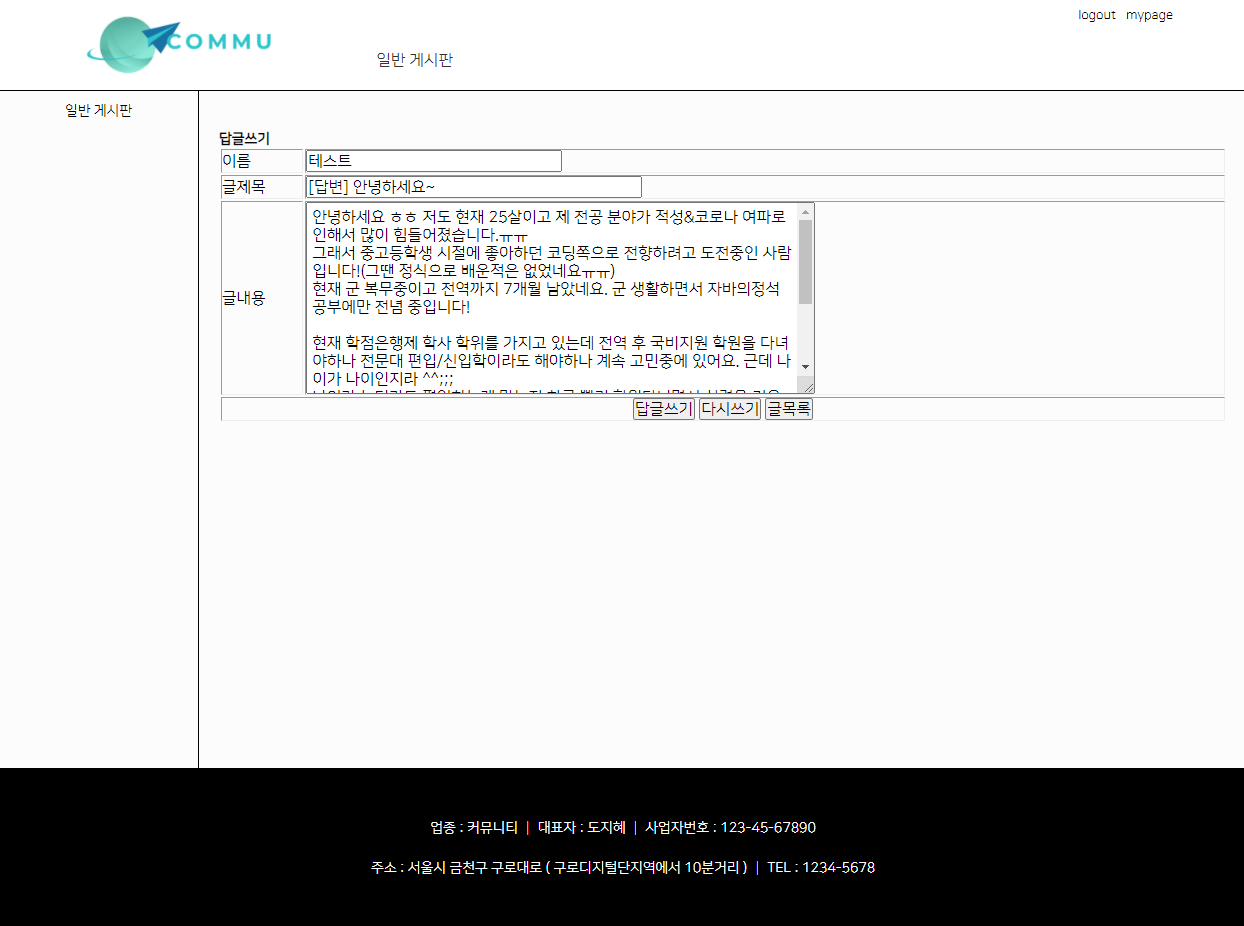 logout mypage
COMMU
일반 게시판
일반 게시판
답글쓰기
이름 테스트
글제목 [답변] 안녕하세요~
글내용
안녕하세요 ㅎㅎ 저도 현재 25살이고 제 전공 분야가 적성&코로나 여파로
인해서 많이 힘들어졌습니다.ㅠㅠ
그래서 중고등학생 시절에 좋아하던 코딩쪽으로 전향하려고 도전중인 사람
입니다!(그땐 정식으로 배운적은 없었네요ㅠㅠ)
현재 군 복무중이고 전역까지 7개월 남았네요. 군 생활하면서 자바의정석
공부에만 전념 중입니다!
현재 학점은행제 학사 학위를 가지고 있는데 전역 후 국비지원 학원을 다녀
야하나 전문대 편입/신입학이라도 해야하나 계속 고민중에 있어요. 근데 나
이가 나이인지라 ^^;;;
답글쓰기 다시쓰기 글목록
업종 : 커뮤니티 | 대표자 : 도지혜 | 사업자번호 : 123-45-67890
주소 : 서울시 금천구 구로대로 ( 구로디지털단지역에서 10분거리 ) | TEL : 1234-5678